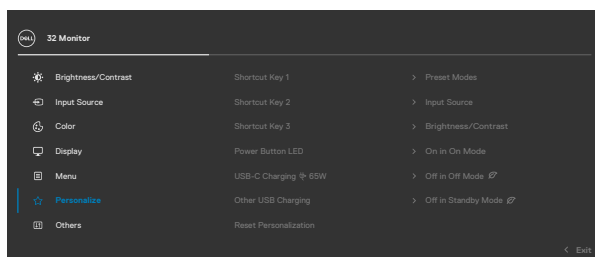 DELL 32 Monitor
Brightness/Contrast Shortcut Key 1 > Preset Modes
Input Source Shortcut Key 2 > Input Source
Color Shortcut Key 3 > Brightness/Contrast
Display Power Button LED > On in On Mode
Menu USB-C Charging 65W > Off in Off Mode
Personalize Other USB Charging > Off in Standby Mode
Others Reset Personalization
< Exit